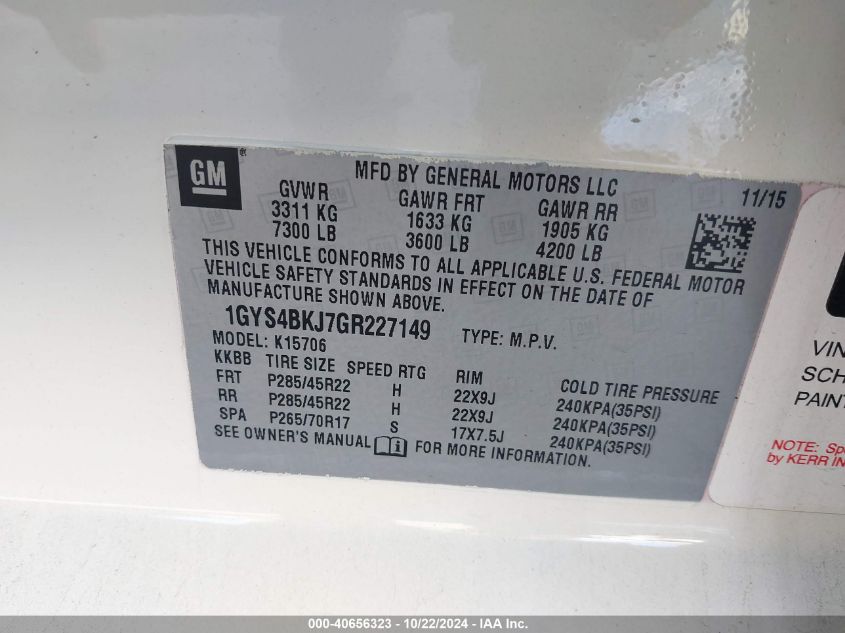 GM
MFD BY GENERAL MOTORS LLC
11/15
GVWR GAWR FRT GAWR RR
3311 KG 1633 KG 1905 KG
7300 LB 3600 LB 4200 LB
THIS VEHICLE CONFORMS TO ALL APPLICABLE U.S. FEDERAL MOTOR
VEHICLE SAFETY STANDARDS IN EFFECT ON THE DATE OF
MANUFACTURE SHOWN ABOVE.
1GYS4BKJ7GR227149 TYPE: M.P.V.
MODEL: K15706
KKBB TIRE SIZE SPEED RTG RIM COLD TIRE PRESSURE
FRT P285/45R22 H 22X9J 240KPA(35PSI)
RR P285/45R22 H 22X9J 240KPA(35PSI)
SPA P265/70R17 S 17X7.5J 240KPA(35PSI)
SEE OWNER'S MANUAL i FOR MORE INFORMATION.
VIN
SCH
PAINT
NOTE: Spe
by KERR IN
000-40656323 - 10/22/2024 - IAA Inc.